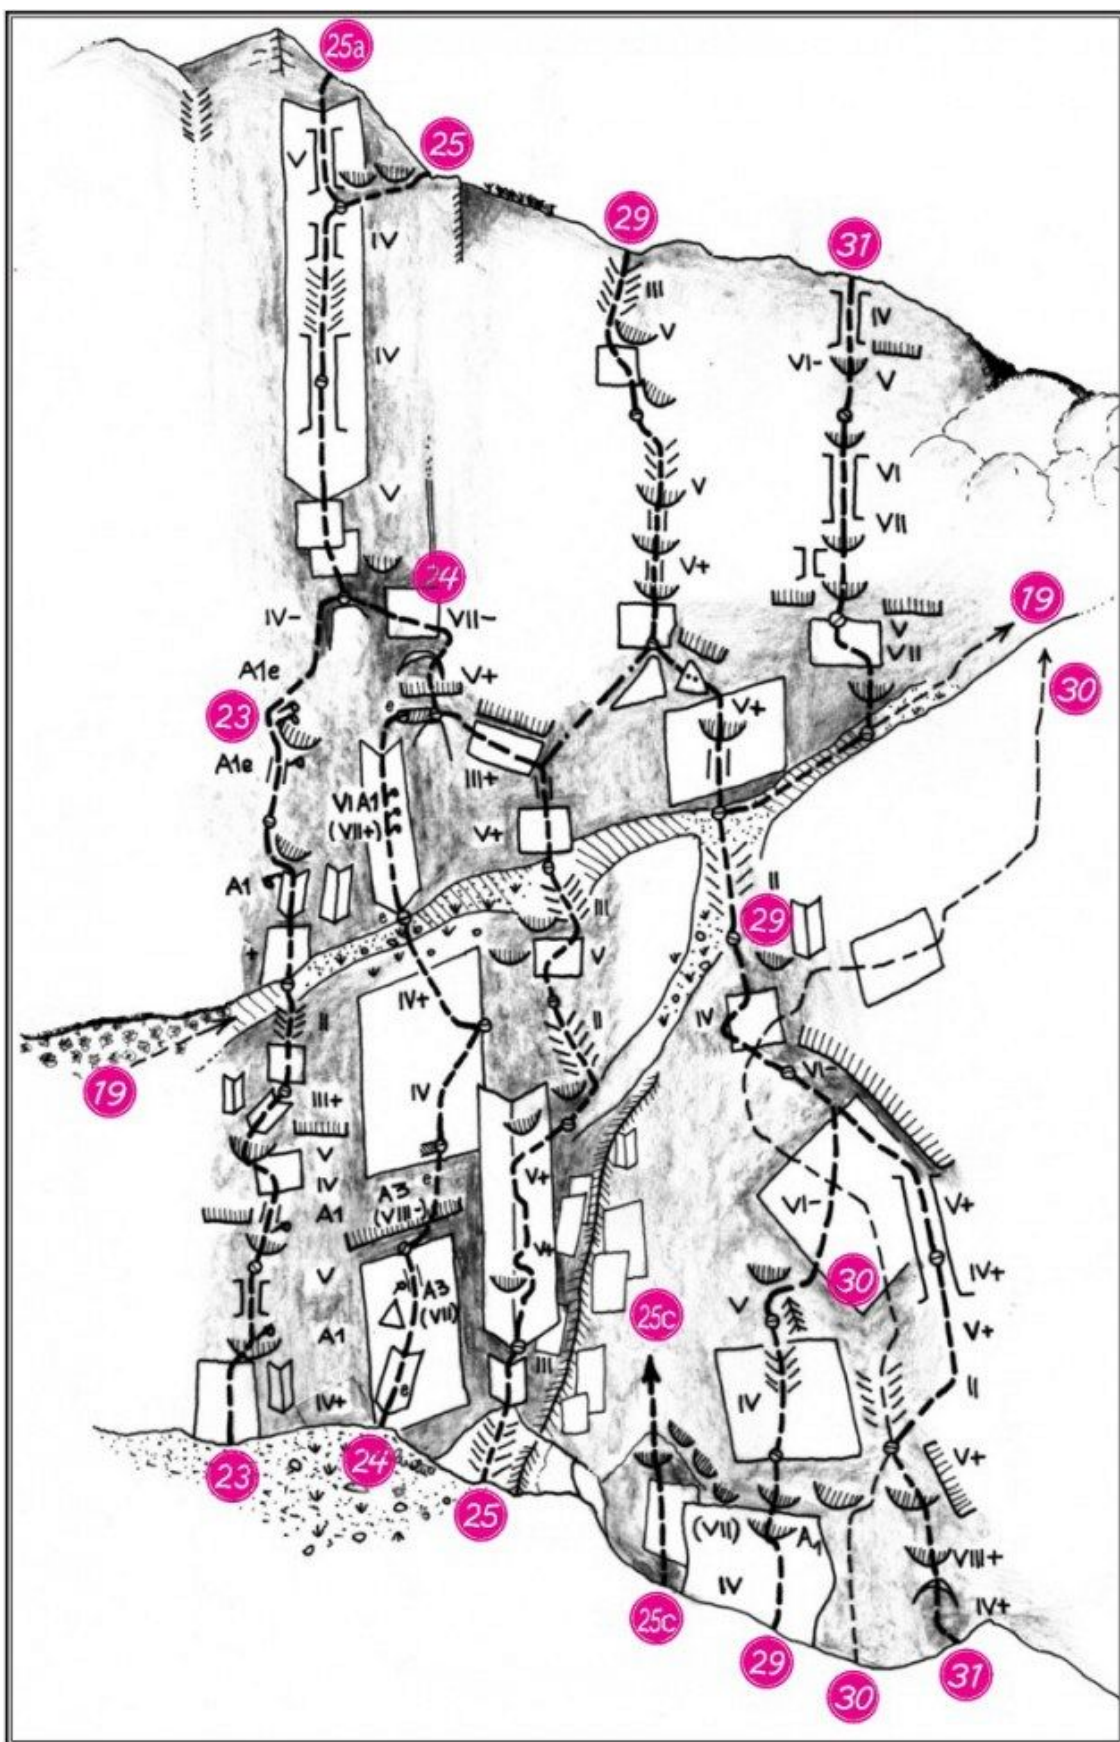 25a
25
V
29
31
IV
III
IV
V
VI-
V
IV
VI
V
V
VII
V+
24
19
IV-
VII-
V
VII
A1e
V+
30
23
V+
A1e
III+
VI A1
(VII+)
V+
A1
II
III
29
+
V
IV+
II
IV
II
VI-
19
IV
III+
V
V+
IV
A3
(VIII-)
VI-
V+
A1
V+
30
IV+
V
A3
(VII)
25c
V
V+
A1
III
II
IV+
IV
V+
23
24
25
(VII)
A1
VIII+
IV
IV+
25c
29
30
31
e
e
e
e